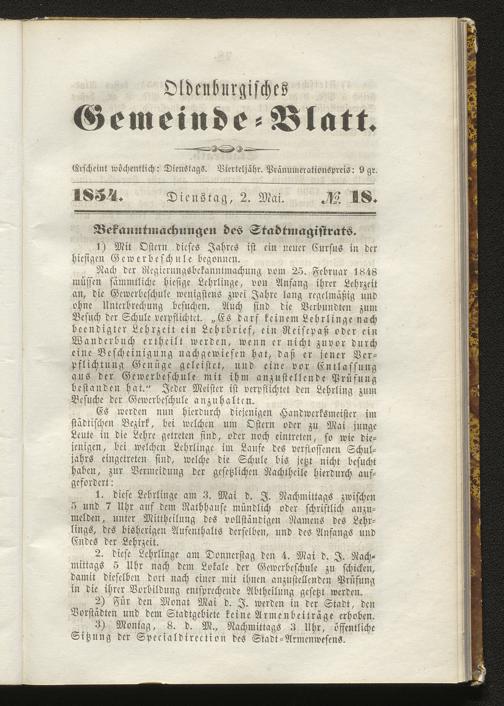 Oldenburgisches
Gemeinde-Blatt.
Erscheint wöchentlich: Dienstags. Vierteljähr. Pränumerationspreis: 9 gr.
1854. Dienstag, 2. Mai. № 18.
Bekanntmachungen des Stadtmagistrats.
1) Mit Ostern dieses Jahres ist ein neuer Cursus in der
hiesigen Gewerbeschule begonnen.
Nach der Regierungsbekanntmachung vom 25. Februar 1848
müssen sämmtliche hiesige Lehrlinge, von Anfang ihrer Lehrzeit
an, die Gewerbeschule wenigstens zwei Jahre lang regelmäßig und
ohne Unterbrechung besuchen. Auch sind die Verbundten zum
Besuch der Schule verpflichtet. „Es darf keinem Lehrlinge nach
beendigter Lehrzeit ein Lehrbrief, ein Reisepaß oder ein
Wanderbuch ertheilt werden, wenn er nicht zuvor durch
eine Bescheinigung nachgewiesen hat, daß er jener Ver-
pflichtung Genüge geleistet, und eine vor Entlassung
aus der Gewerbeschule mit ihm anzustellende Prüfung
bestanden hat.“ Jeder Meister ist verpflichtet den Lehrling zum
Besuche der Gewerbeschule anzuhalten.
Es werden nun hierdurch diejenigen Handwerksmeister im
städtischen Bezirk, bei welchen um Ostern oder zu Mai junge
Leute in die Lehre getreten sind, oder noch eintreten, so wie die-
jenigen, bei welchen Lehrlinge im Laufe des verflossenen Schul-
jahrs eingetreten sind, welche die Schule bis jetzt nicht besucht
haben, zur Vermeidung der gesetzlichen Nachtheile hierdurch auf-
gefordert:
1. diese Lehrlinge am 3. Mai d. J. Nachmittags zwischen
5 und 7 Uhr auf dem Rathhause mündlich oder schriftlich anzu-
melden, unter Mittheilung des vollständigen Namens des Lehr-
lings, des bisherigen Aufenthalts derselben, und des Anfangs und
Endes der Lehrzeit.
2. diese Lehrlinge am Donnerstag den 4. Mai d. J. Nach-
mittags 5 Uhr nach dem Lokale der Gewerbeschule zu schicken,
damit dieselben dort nach einer mit ihnen anzustellenden Prüfung
in die ihrer Vorbildung entsprechende Abtheilung gesetzt werden.
2) Für den Monat Mai d. J. werden in der Stadt, den
Vorstädten und dem Stadtgebiete keine Armenbeiträge erhoben.
3) Montag, 8. d. M., Nachmittags 3 Uhr, öffentliche
Sitzung der Specialdirection des Stadt-Armenwesens.